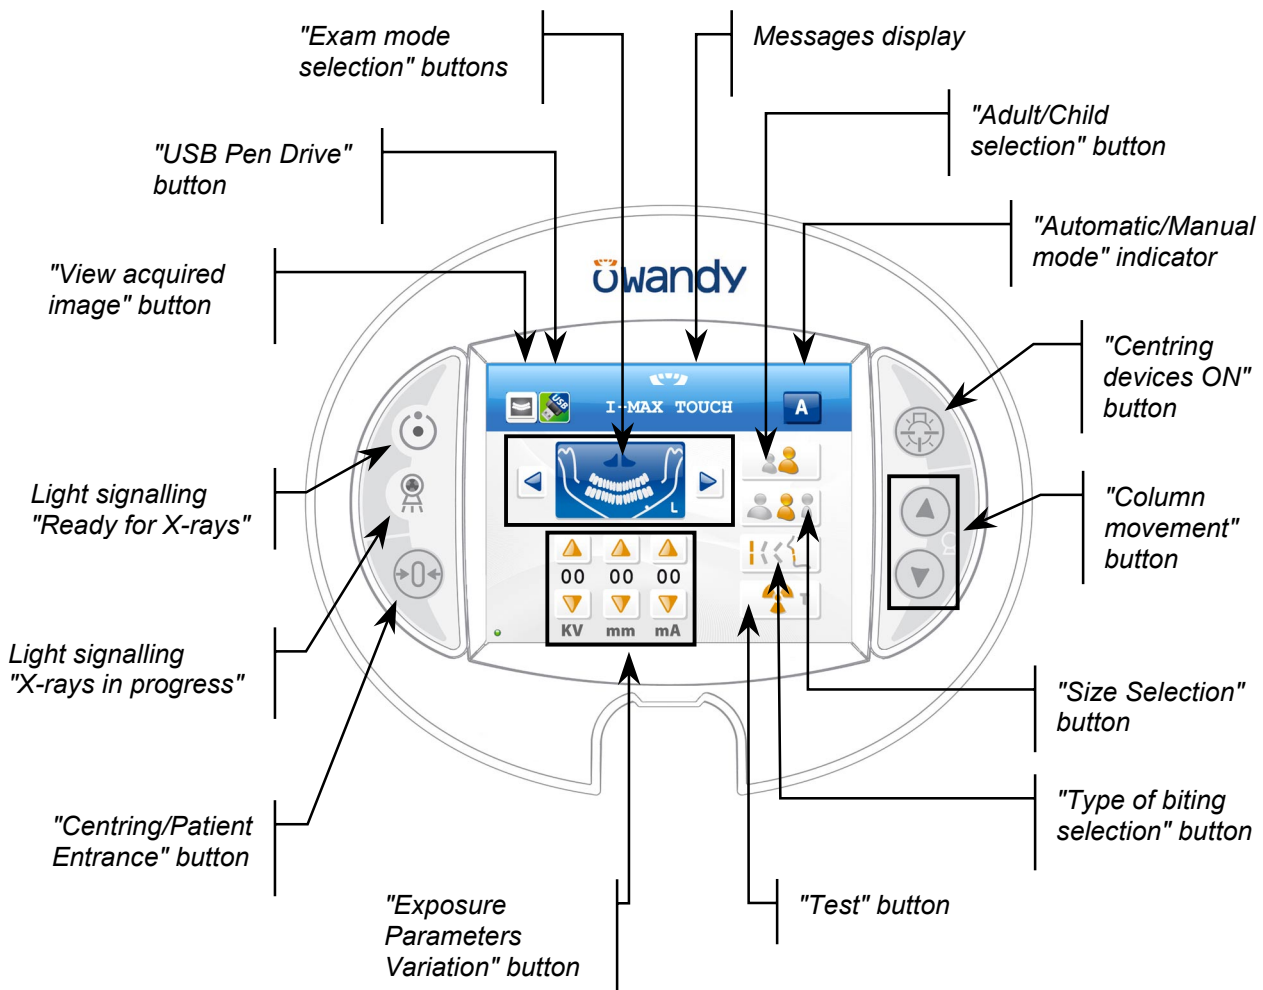 "Exam mode
selection" buttons
Messages display
"Adult/Child
selection" button
"USB Pen Drive"
button
"Automatic/Manual
mode" indicator
"View acquired
image" button
owandy
"Centring
devices ON"
button
USB
I-MAX TOUCH
A
L
Light signalling
"Ready for X-rays"
"Column
movement"
button
00 00 00
T
KV mm mA
0
Light signalling
"X-rays in progress"
"Size Selection"
button
"Centring/Patient
Entrance" button
"Type of biting
selection" button
"Exposure
Parameters
Variation" button
"Test" button